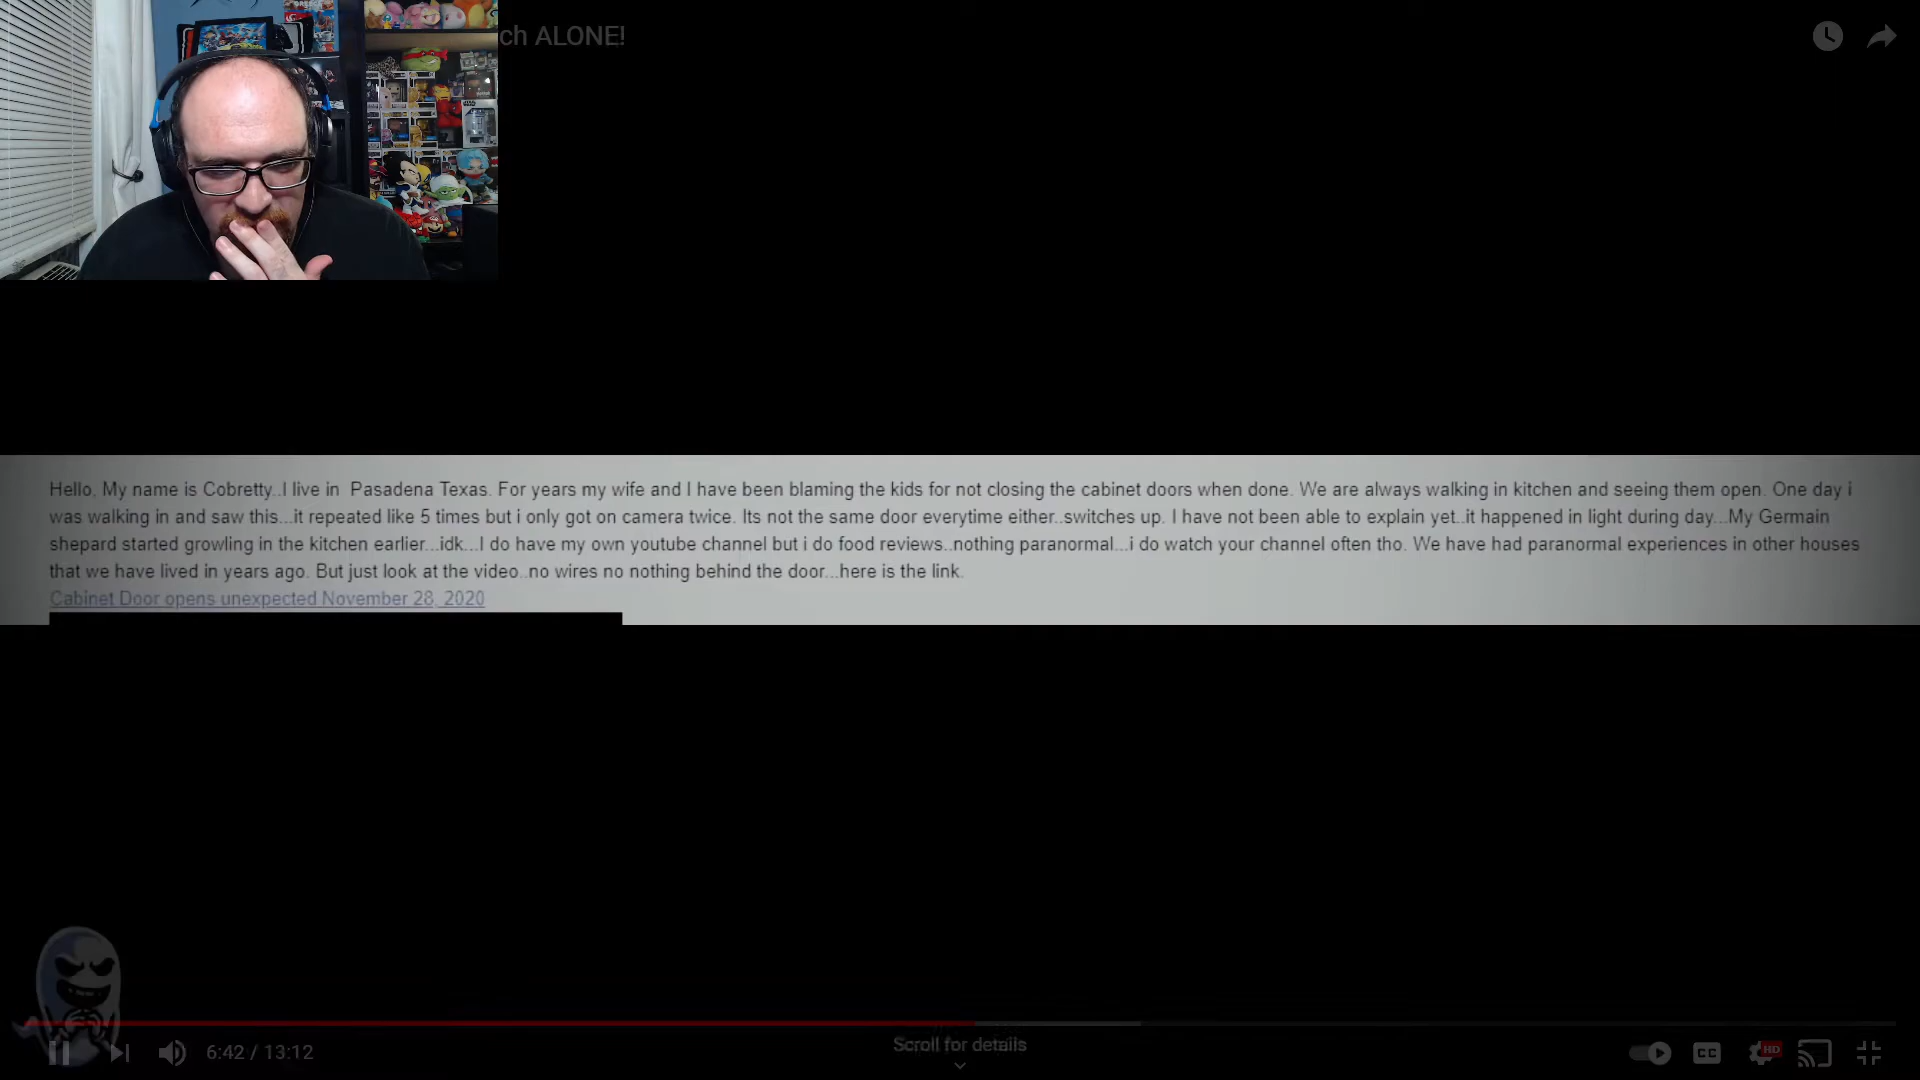 ch ALONE!
Hello, My name is Cobretty..I live in  Pasadena Texas. For years my wife and I have been blaming the kids for not closing the cabinet doors when done. We are always walking in kitchen and seeing them open. One day i
was walking in and saw this...it repeated like 5 times but i only got on camera twice. Its not the same door everytime either..switches up. I have not been able to explain yet..it happened in light during day...My Germain
shepard started growling in the kitchen earlier...idk...I do have my own youtube channel but i do food reviews..nothing paranormal...i do watch your channel often tho. We have had paranormal experiences in other houses
that we have lived in years ago. But just look at the video..no wires no nothing behind the door...here is the link.
Cabinet Door opens unexpected November 28, 2020
6:42 / 13:12
Scroll for details
CC
HD